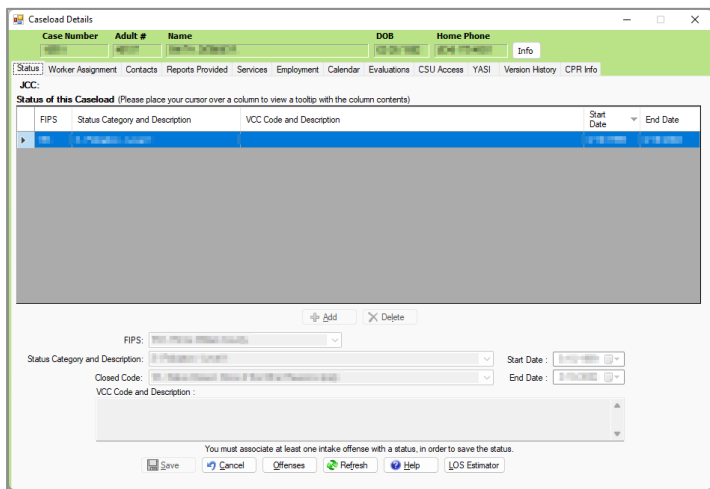 Caseload Details
Case Number Adult # Name DOB Home Phone
Info
Status Worker Assignment Contacts Reports Provided Services Employment Calendar Evaluations CSU Access YASI Version History CPR Info
JCC:
Status of this Caseload (Please place your cursor over a column to view a tooltip with the column contents)
FIPS Status Category and Description VCC Code and Description Start Date End Date
Add Delete
FIPS:
Status Category and Description: Start Date :
Closed Code: End Date :
VCC Code and Description :
You must associate at least one intake offense with a status, in order to save the status.
Save Cancel Offenses Refresh Help LOS Estimator